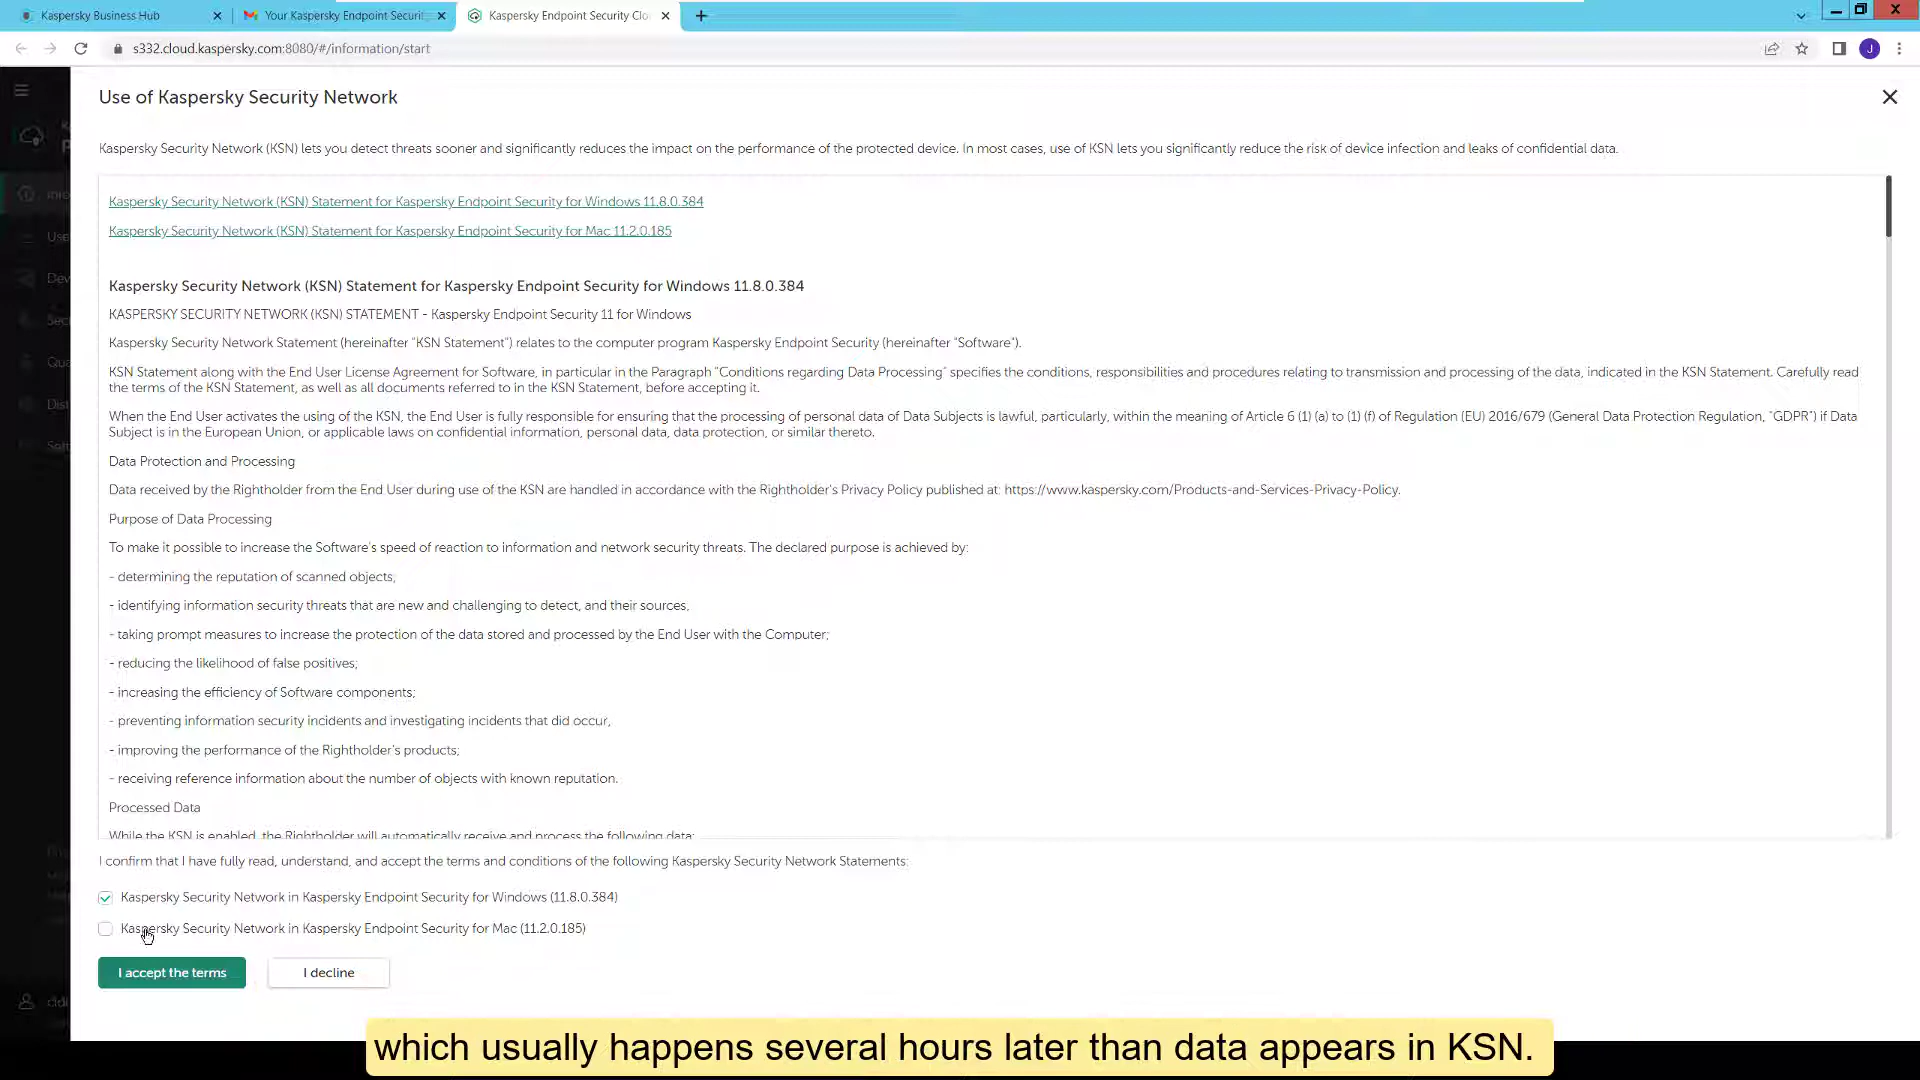 Kaspersky Business Hub
Your Kaspersky Endpoint Securi
Kaspersky Endpoint Security Clo
s332.cloud.kaspersky.com:8080/#/information/start
J
Use of Kaspersky Security Network
Kaspersky Security Network (KSN) lets you detect threats sooner and significantly reduces the impact on the performance of the protected device. In most cases, use of KSN lets you significantly reduce the risk of device infection and leaks of confidential data.
Kaspersky Security Network (KSN) Statement for Kaspersky Endpoint Security for Windows 11.8.0.384
Kaspersky Security Network (KSN) Statement for Kaspersky Endpoint Security for Mac 11.2.0.185
Kaspersky Security Network (KSN) Statement for Kaspersky Endpoint Security for Windows 11.8.0.384
KASPERSKY SECURITY NETWORK (KSN) STATEMENT - Kaspersky Endpoint Security 11 for Windows
Kaspersky Security Network Statement (hereinafter "KSN Statement") relates to the computer program Kaspersky Endpoint Security (hereinafter "Software").
KSN Statement along with the End User License Agreement for Software, in particular in the Paragraph "Conditions regarding Data Processing" specifies the conditions, responsibilities and procedures relating to transmission and processing of the data, indicated in the KSN Statement. Carefully read
the terms of the KSN Statement, as well as all documents referred to in the KSN Statement, before accepting it.
When the End User activates the using of the KSN, the End User is fully responsible for ensuring that the processing of personal data of Data Subjects is lawful, particularly, within the meaning of Article 6 (1) (a) to (1) (f) of Regulation (EU) 2016/679 (General Data Protection Regulation, "GDPR") if Data
Subject is in the European Union, or applicable laws on confidential information, personal data, data protection, or similar thereto.
Data Protection and Processing
Data received by the Rightholder from the End User during use of the KSN are handled in accordance with the Rightholder's Privacy Policy published at: https://www.kaspersky.com/Products-and-Services-Privacy-Policy.
Purpose of Data Processing
To make it possible to increase the Software's speed of reaction to information and network security threats. The declared purpose is achieved by:
- determining the reputation of scanned objects;
- identifying information security threats that are new and challenging to detect, and their sources;
- taking prompt measures to increase the protection of the data stored and processed by the End User with the Computer;
- reducing the likelihood of false positives;
- increasing the efficiency of Software components;
- preventing information security incidents and investigating incidents that did occur;
- improving the performance of the Rightholder's products;
- receiving reference information about the number of objects with known reputation.
Processed Data
While the KSN is enabled, the Rightholder will automatically receive and process the following data:
I confirm that I have fully read, understand, and accept the terms and conditions of the following Kaspersky Security Network Statements:
Kaspersky Security Network in Kaspersky Endpoint Security for Windows (11.8.0.384)
Kaspersky Security Network in Kaspersky Endpoint Security for Mac (11.2.0.185)
I accept the terms
I decline
which usually happens several hours later than data appears in KSN.